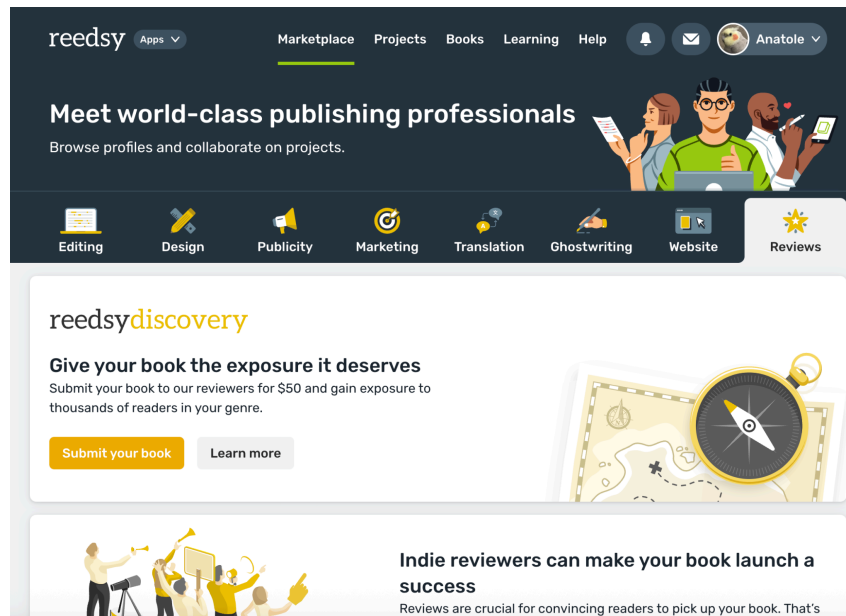 reedsy Apps Marketplace Projects Books Learning Help Anatole
Meet world-class publishing professionals
Browse profiles and collaborate on projects.
Editing Design Publicity Marketing Translation Ghostwriting Website Reviews
reedsydiscovery
Give your book the exposure it deserves
Submit your book to our reviewers for $50 and gain exposure to
thousands of readers in your genre.
Submit your book Learn more
Indie reviewers can make your book launch a
success
Reviews are crucial for convincing readers to pick up your book. That's